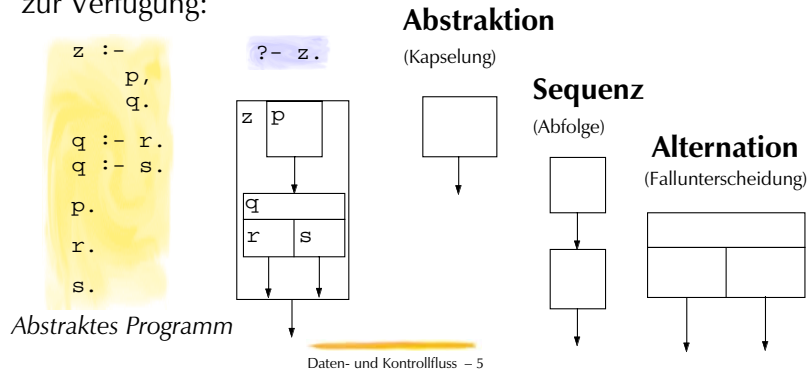 zur Verfügung:
z :-
p,
q.
q :- r.
q :- s.
p.
r.
s.
Abstraktes Programm
?- z.
z p
q
r s
Abstraktion
(Kapselung)
Sequenz
(Abfolge)
Alternation
(Fallunterscheidung)
Daten- und Kontrollfluss – 5